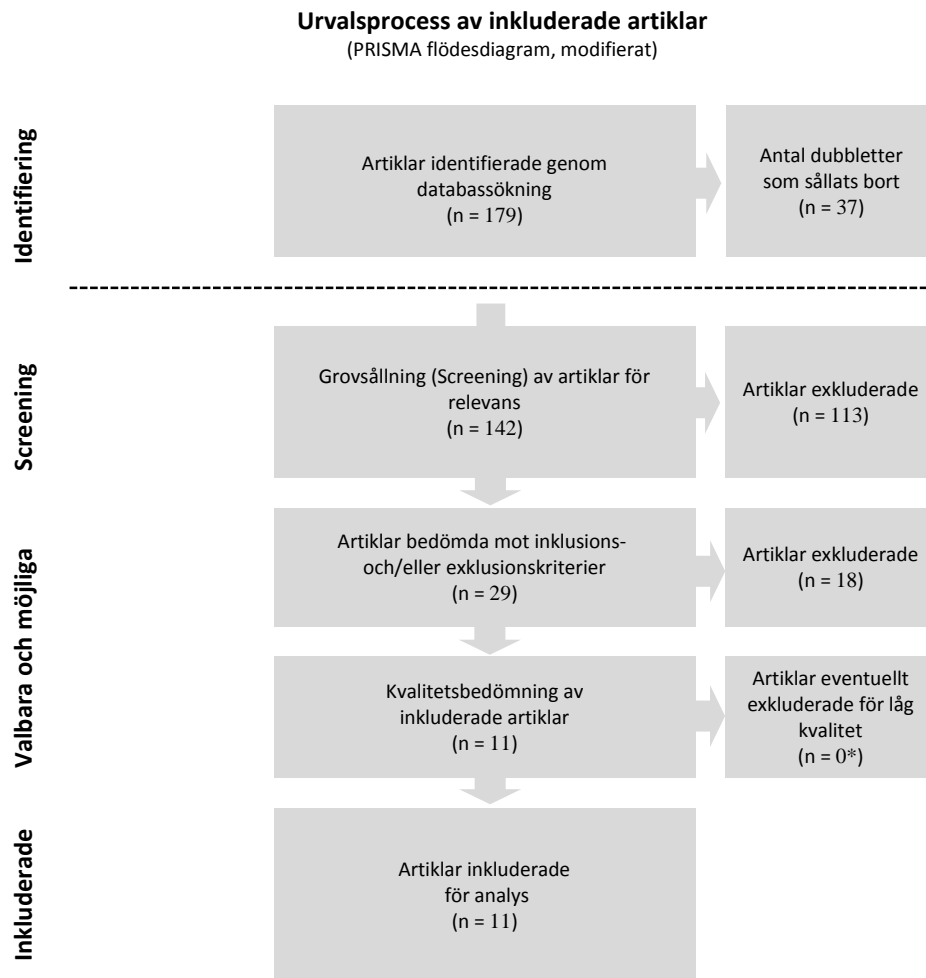 Urvalsprocess av inkluderade artiklar
(PRISMA flödesdiagram, modifierat)
Identifiering
Artiklar identifierade genom
databassökning
(n = 179)
Antal dubbletter
som sållats bort
(n = 37)
Screening
Grovsållning (Screening) av artiklar för
relevans
(n = 142)
Artiklar exkluderade
(n = 113)
Valbara och möjliga
Artiklar bedömda mot inklusions-
och/eller exklusionskriterier
(n = 29)
Artiklar exkluderade
(n = 18)
Kvalitetsbedömning av
inkluderade artiklar
(n = 11)
Artiklar eventuellt
exkluderade för låg
kvalitet
(n = 0*)
Inkluderade
Artiklar inkluderade
för analys
(n = 11)